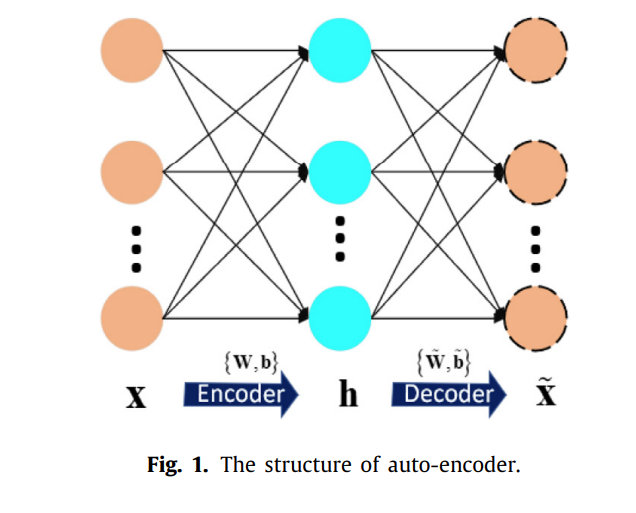 {W,b} {W̃,b̃}
x Encoder h Decoder x̃
Fig. 1. The structure of auto-encoder.